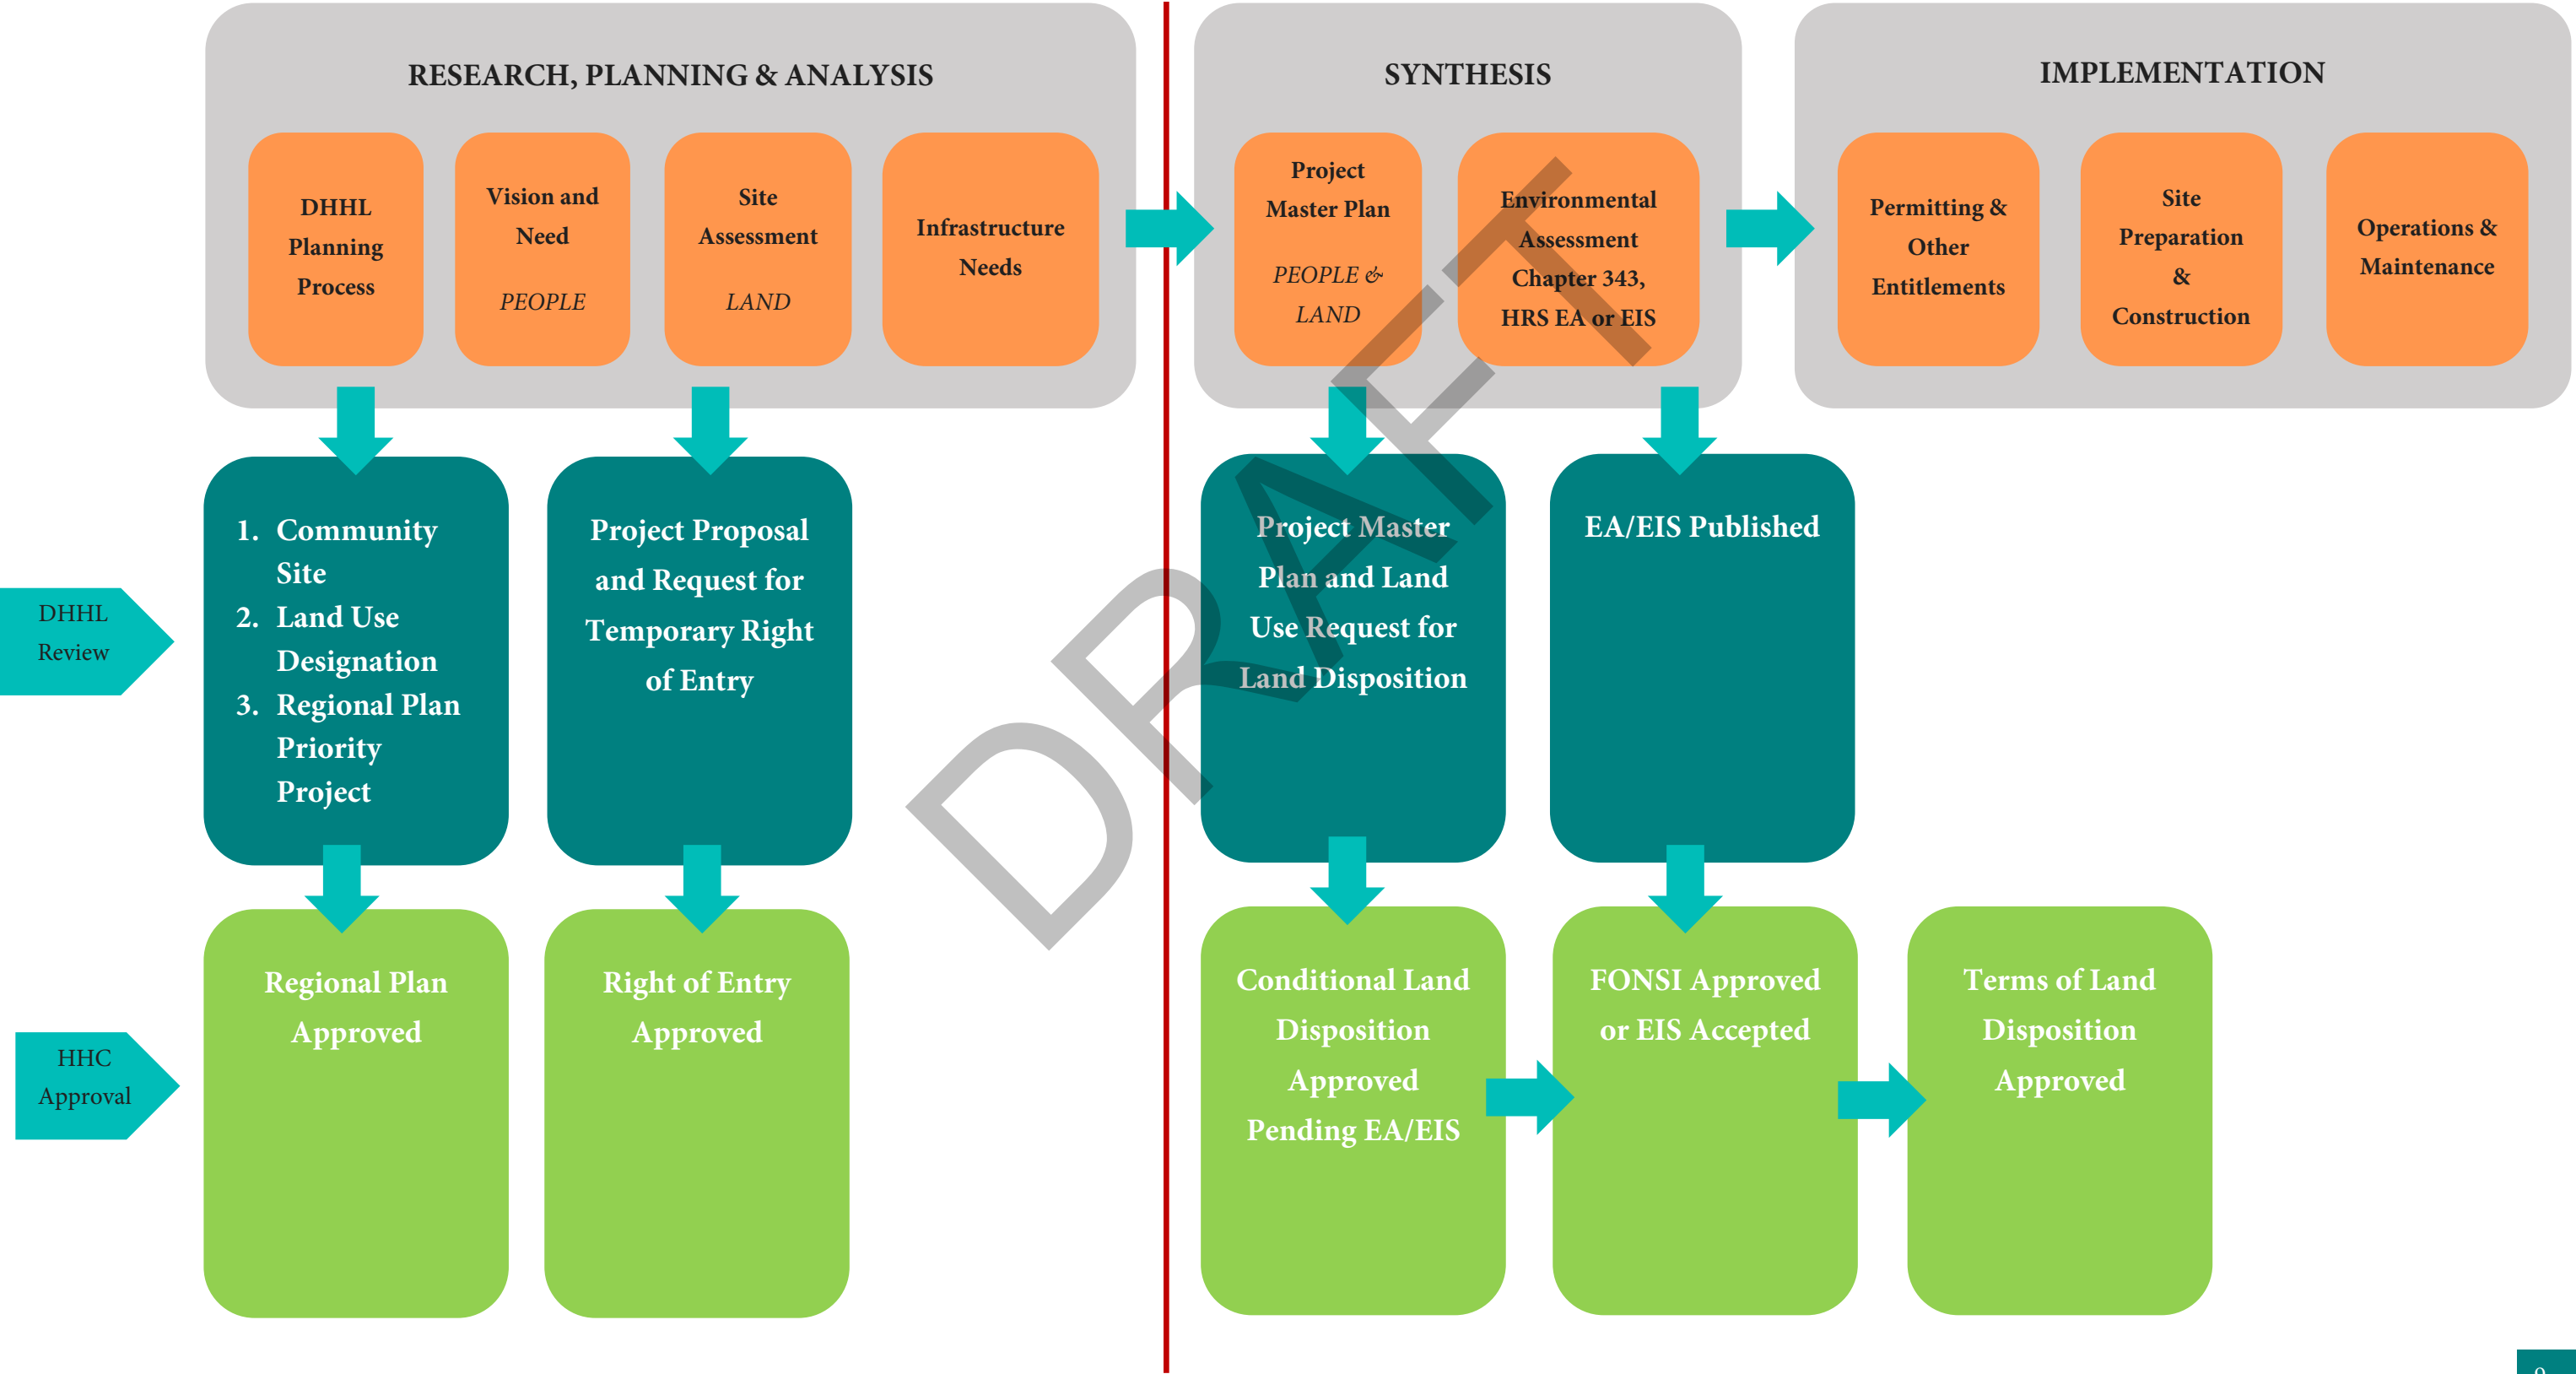 RESEARCH, PLANNING & ANALYSIS
DHHL
Planning
Process
Vision and
Need
PEOPLE
Site
Assessment
LAND
Infrastructure
Needs
SYNTHESIS
Project
Master Plan
PEOPLE &
LAND
Environmental
Assessment
Chapter 343,
HRS EA or EIS
IMPLEMENTATION
Permitting &
Other
Entitlements
Site
Preparation
&
Construction
Operations &
Maintenance
DHHL
Review
1. Community
Site
2. Land Use
Designation
3. Regional Plan
Priority
Project
Project Proposal
and Request for
Temporary Right
of Entry
Project Master
Plan and Land
Use Request for
Land Disposition
EA/EIS Published
HHC
Approval
Regional Plan
Approved
Right of Entry
Approved
Conditional Land
Disposition
Approved
Pending EA/EIS
FONSI Approved
or EIS Accepted
Terms of Land
Disposition
Approved
DRAFT